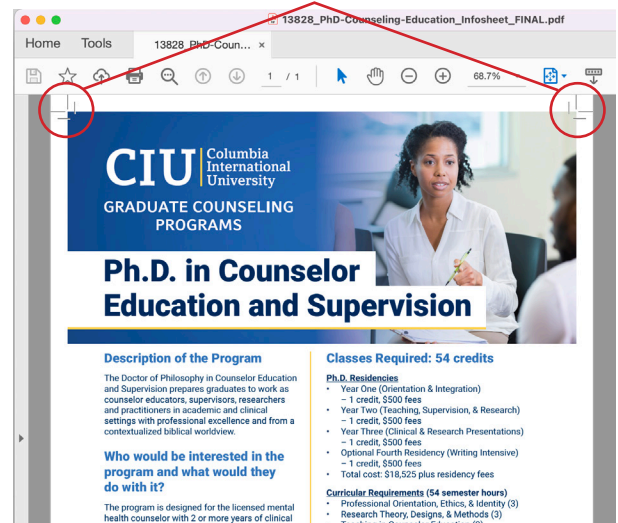 13828_PhD-Counseling-Education_Infosheet_FINAL.pdf
Home Tools 13828_PhD-Coun... ×
1 / 1 68.7%
CIU Columbia
International
University
GRADUATE COUNSELING
PROGRAMS
Ph.D. in Counselor
Education and Supervision
Description of the Program
The Doctor of Philosophy in Counselor Education
and Supervision prepares graduates to work as
counselor educators, supervisors, researchers
and practitioners in academic and clinical
settings with professional excellence and from a
contextualized biblical worldview.
Who would be interested in the
program and what would they
do with it?
The program is designed for the licensed mental
health counselor with 2 or more years of clinical
Classes Required: 54 credits
Ph.D. Residencies
• Year One (Orientation & Integration)
– 1 credit, $500 fees
• Year Two (Teaching, Supervision, & Research)
– 1 credit, $500 fees
• Year Three (Clinical & Research Presentations)
– 1 credit, $500 fees
• Optional Fourth Residency (Writing Intensive)
– 1 credit, $500 fees
• Total cost: $18,525 plus residency fees
Curricular Requirements (54 semester hours)
• Professional Orientation, Ethics, & Identity (3)
• Research Theory, Designs, & Methods (3)